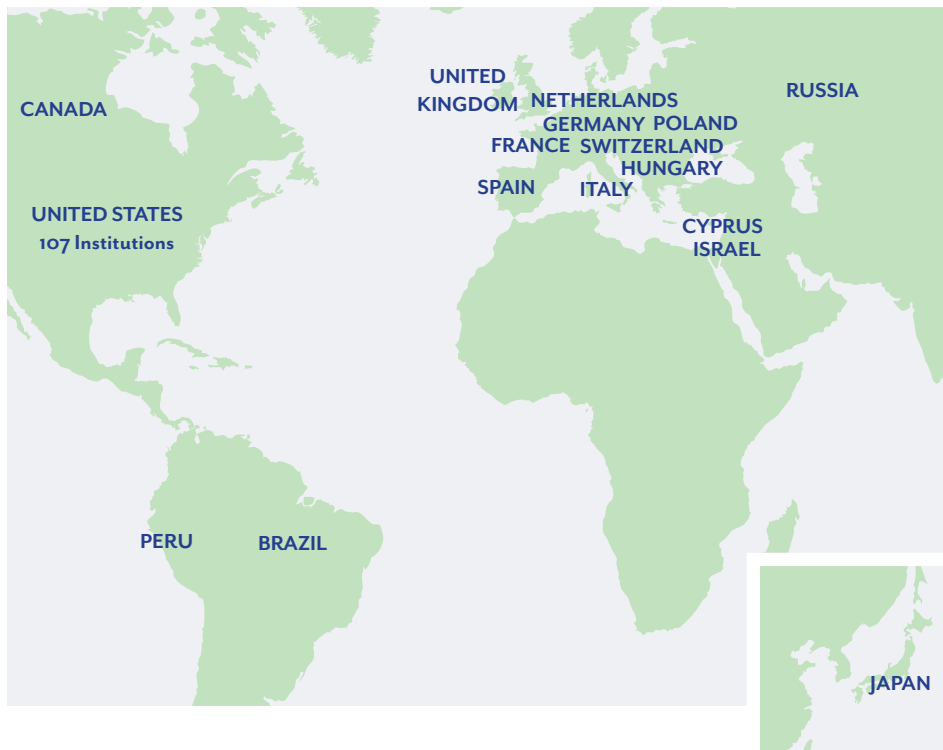 UNITED
KINGDOM
NETHERLANDS
RUSSIA
CANADA
GERMANY POLAND
FRANCE SWITZERLAND
HUNGARY
SPAIN
ITALY
UNITED STATES
107 Institutions
CYPRUS
ISRAEL
PERU
BRAZIL
JAPAN